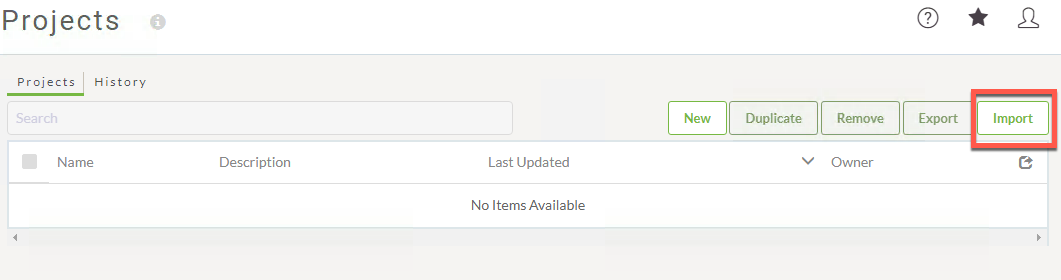 Projects
Projects History
Search New Duplicate Remove Export Import
Name Description Last Updated Owner
No Items Available